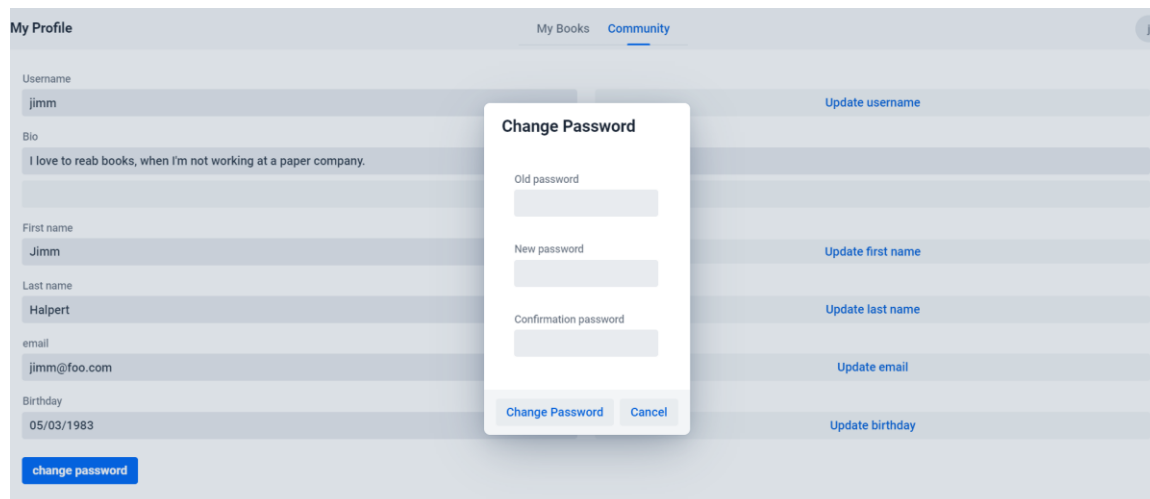 My Profile
My Books Community
j
Username
jimm
Update username
Bio
I love to reab books, when I'm not working at a paper company.
First name
Jimm
Update first name
Last name
Halpert
Update last name
email
jimm@foo.com
Update email
Birthday
05/03/1983
Update birthday
change password
Change Password
Old password
New password
Confirmation password
Change Password Cancel